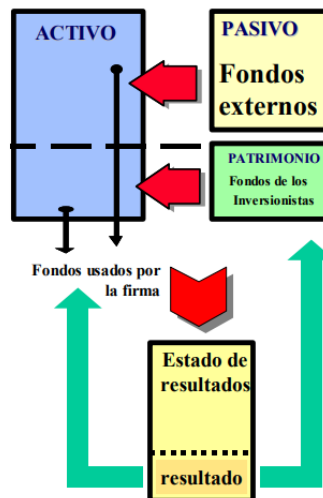 ACTIVO
PASIVO
Fondos
externos
PATRIMONIO
Fondos de los
Inversionistas
Fondos usados por
la firma
Estado de
resultados
resultado